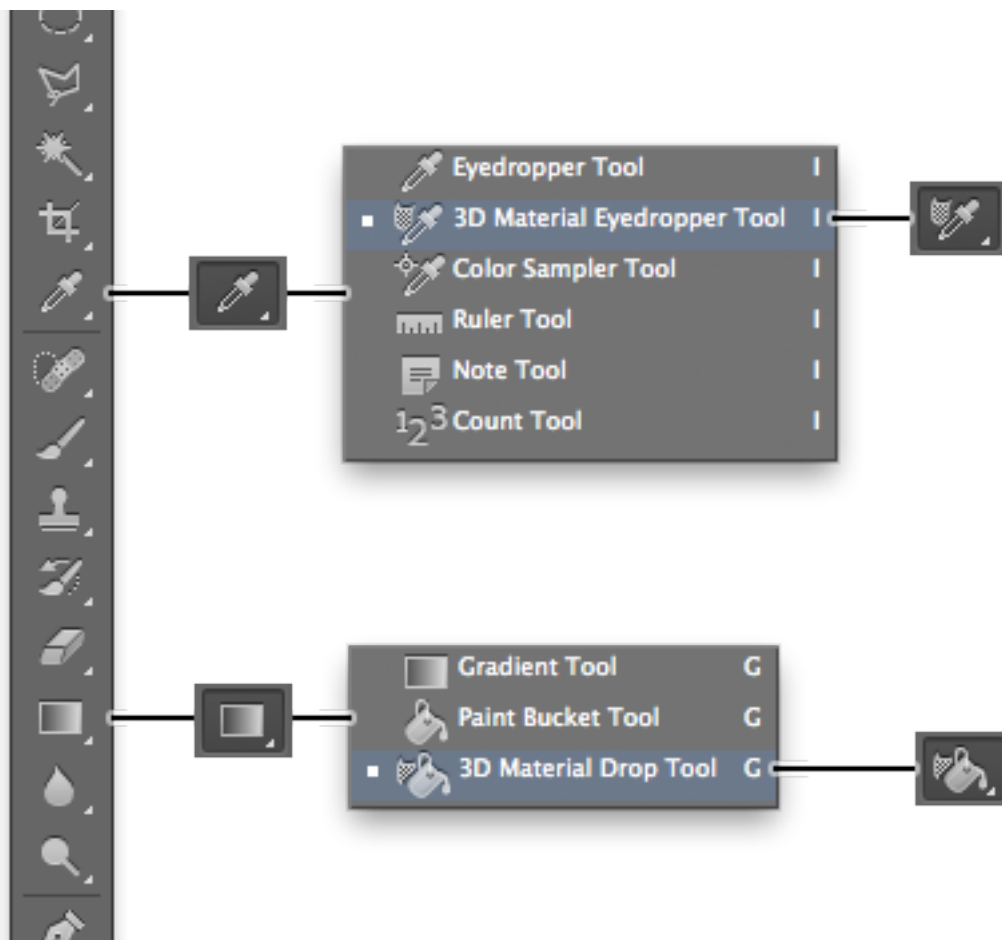 Eyedropper Tool I
3D Material Eyedropper Tool I
Color Sampler Tool I
Ruler Tool I
Note Tool I
123 Count Tool I
Gradient Tool G
Paint Bucket Tool G
3D Material Drop Tool G